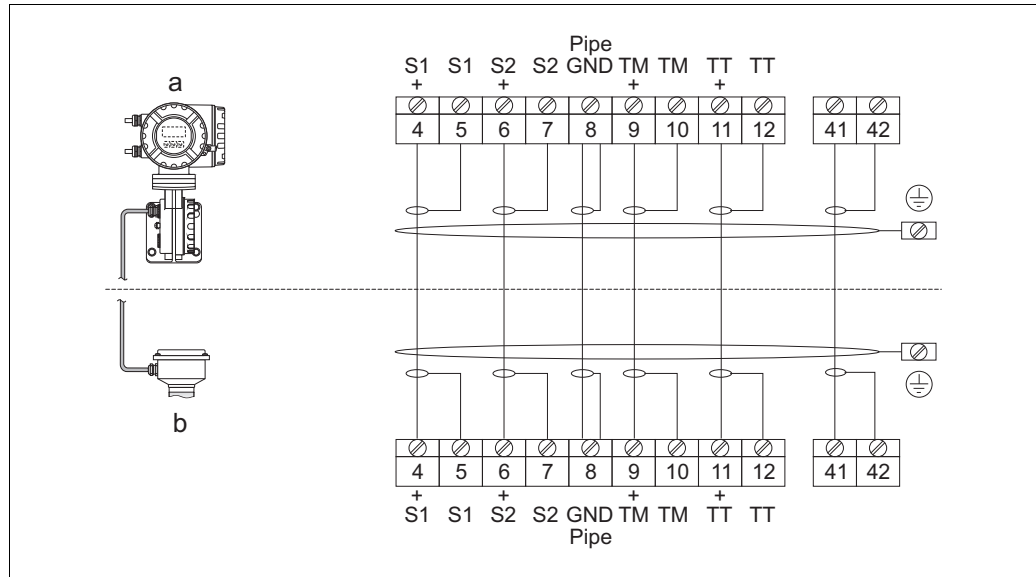 Pipe
S1 S1 S2 S2 GND TM TM TT TT
+ + + +
a
4 5 6 7 8 9 10 11 12 41 42
b
4 5 6 7 8 9 10 11 12 41 42
+ + + +
S1 S1 S2 S2 GND TM TM TT TT
Pipe